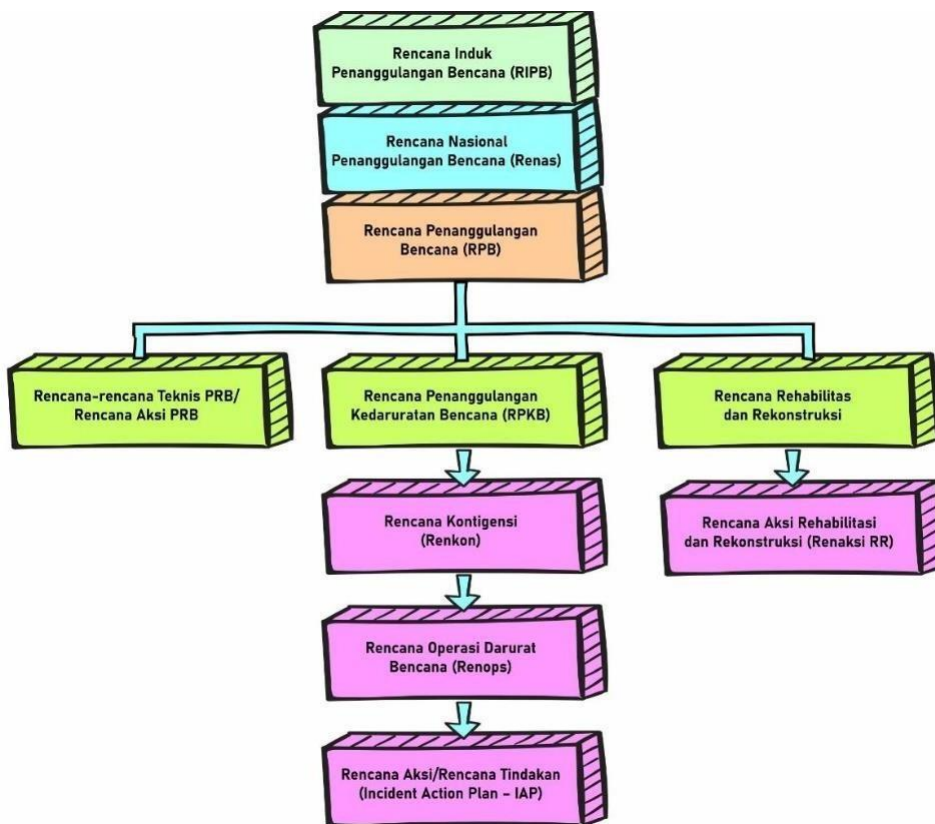 Rencana Induk
Penanggulangan Bencana (RIPB)
Rencana Nasional
Penanggulangan Bencana (Renas)
Rencana Penanggulangan
Bencana (RPB)
Rencana-rencana Teknis PRB/
Rencana Aksi PRB
Rencana Penanggulangan
Kedaruratan Bencana (RPKB)
Rencana Rehabilitas
dan Rekonstruksi
Rencana Kontigensi
(Renkon)
Rencana Aksi Rehabilitasi
dan Rekonstruksi (Renaksi RR)
Rencana Operasi Darurat
Bencana (Renops)
Rencana Aksi/Rencana Tindakan
(Incident Action Plan – IAP)